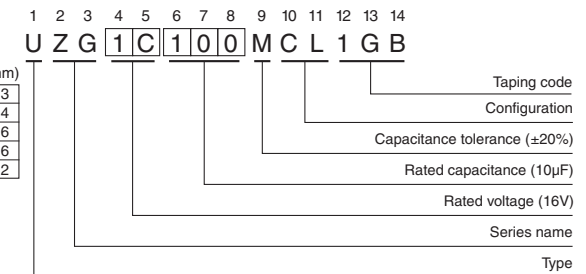 1 2 3 4 5 6 7 8 9 10 11 12 13 14
U Z G 1 C 1 0 0 M C L 1 G B
mm)
3
4
6
6
2
Taping code
Configuration
Capacitance tolerance (±20%)
Rated capacitance (10µF)
Rated voltage (16V)
Series name
Type